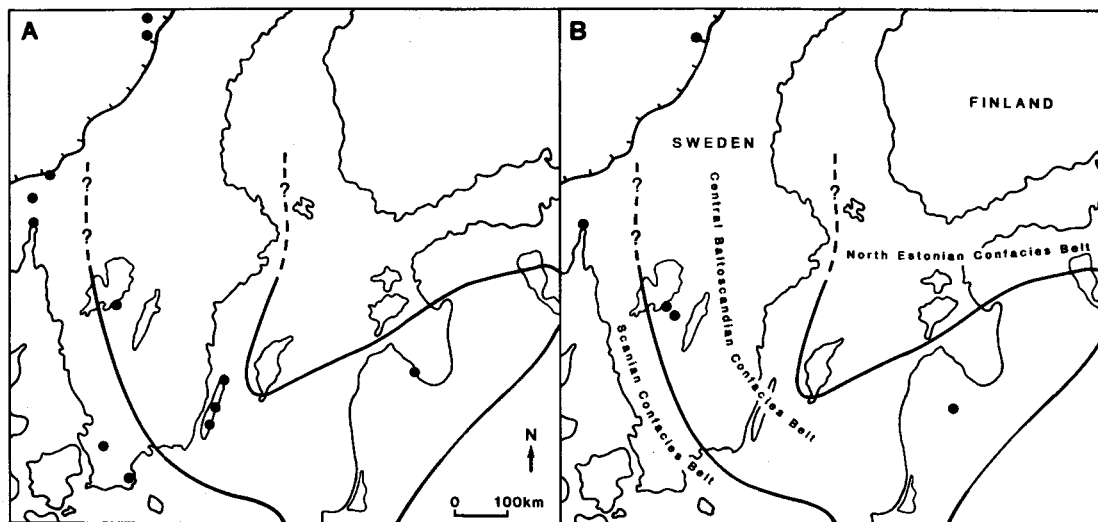 A
?
?
?
N
0 100km
B
FINLAND
SWEDEN
?
?
?
Central Baltoscandian Confacies Belt
North Estonian Confacies Belt
Scanian Confacies Belt